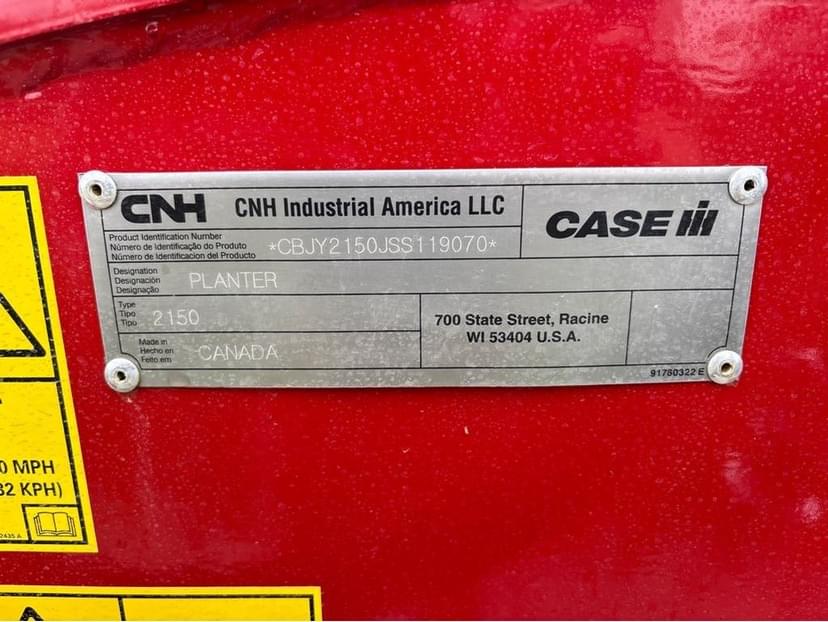 CNH CNH Industrial America LLC
CASE IH
Product Identification Number
Número de Identificação do Produto
Número de Identificacion del Producto
*CBJY2150JSS119070*
Designation
Designación
Designação
PLANTER
Type
Tipo
Tipo
2150
700 State Street, Racine
WI 53404 U.S.A.
Made in
Hecho en
Feito em
CANADA
91780322 E
0 MPH
32 KPH)
2435 A